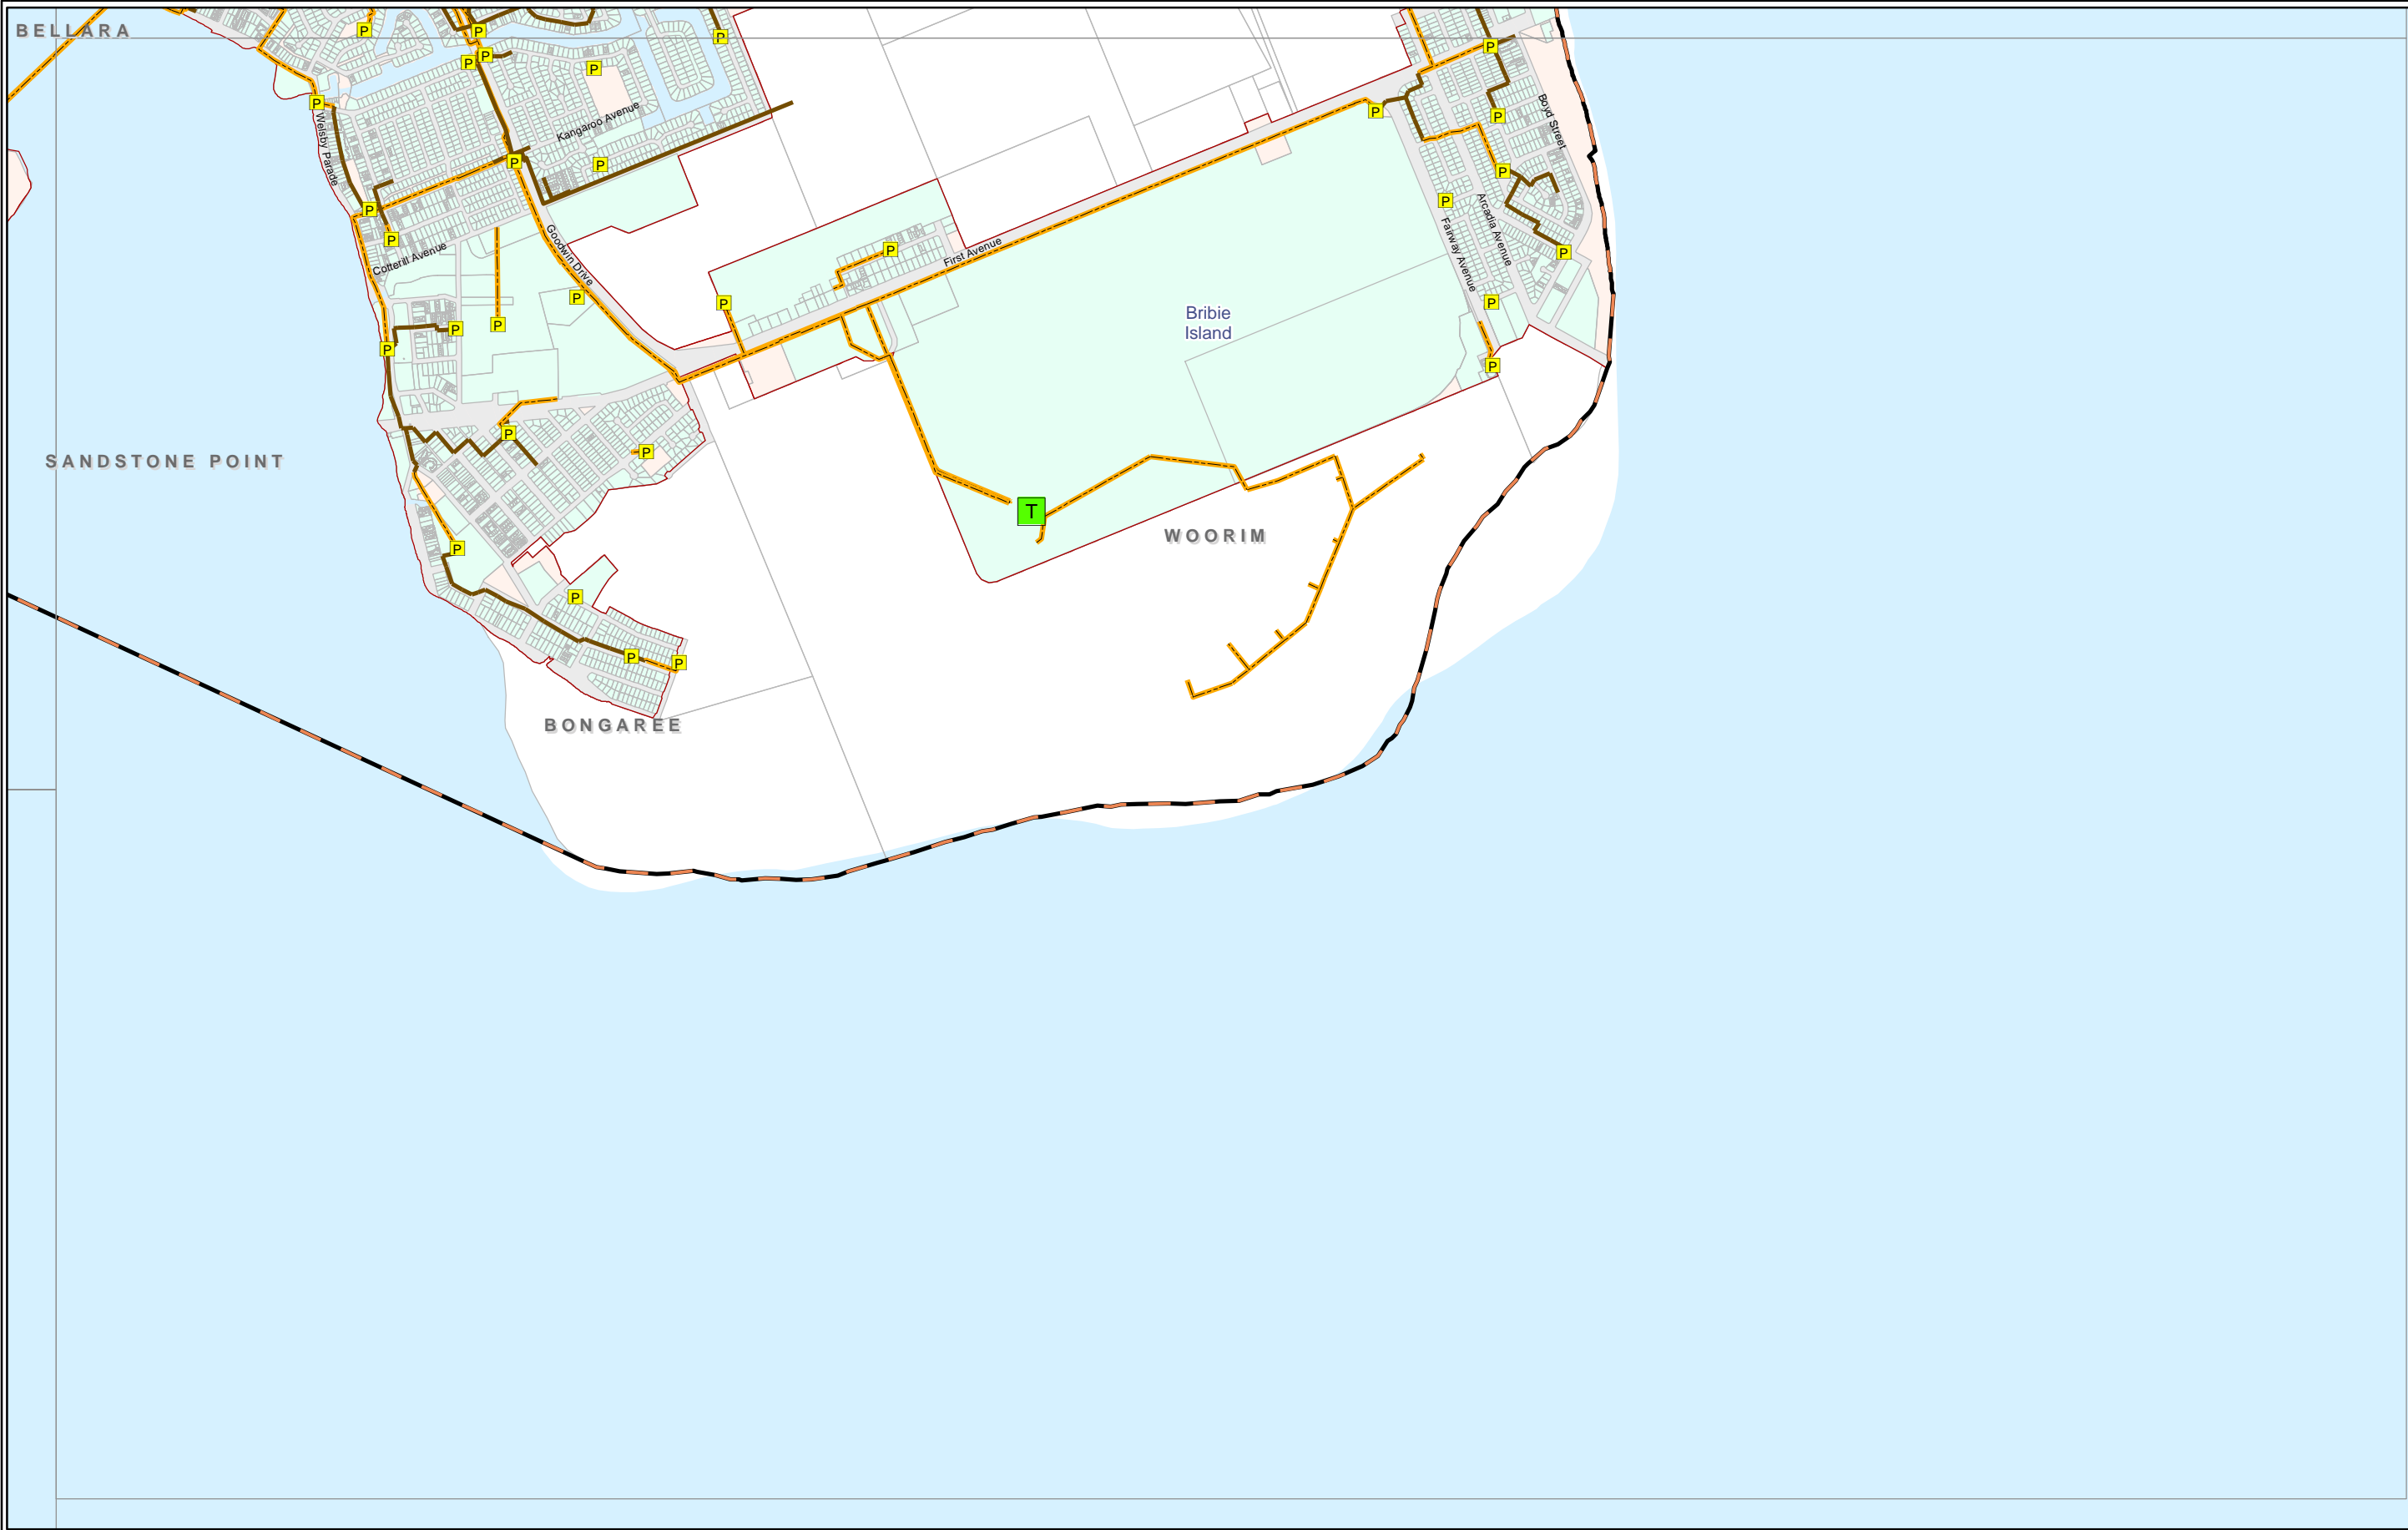 BELLARA
P
P
P
P
P
P
P
P
P
P
Kangaroo Avenue
Boyd Street
P
P
Welsby Parade
P
P
P
P
P
Arcadia Avenue
Fairway Avenue
P
Cotterill Avenue
Goodwin Drive
First Avenue
P
P
P
P
P
Bribie
Island
P
P
P
P
P
P
SANDSTONE POINT
T
WOORIM
P
P
P
P
BONGAREE